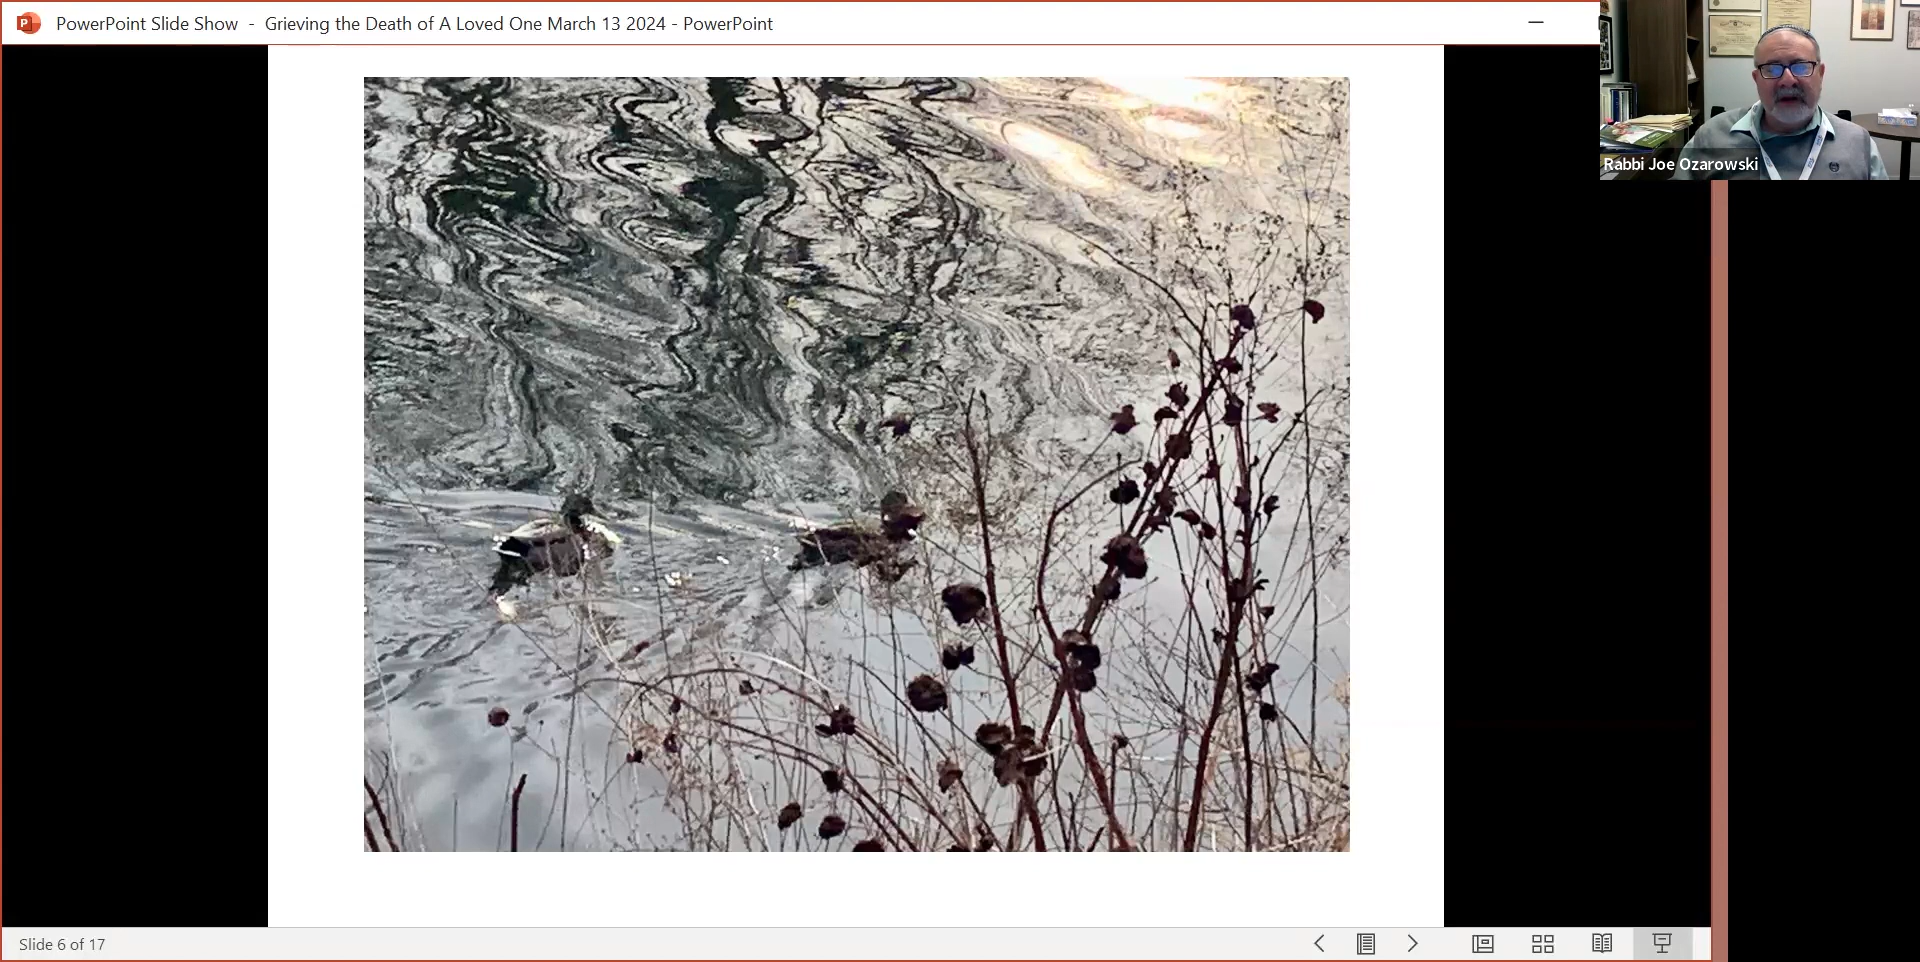 PowerPoint Slide Show - Grieving the Death of A Loved One March 13 2024 - PowerPoint
Rabbi Joe Ozarowski
Slide 6 of 17